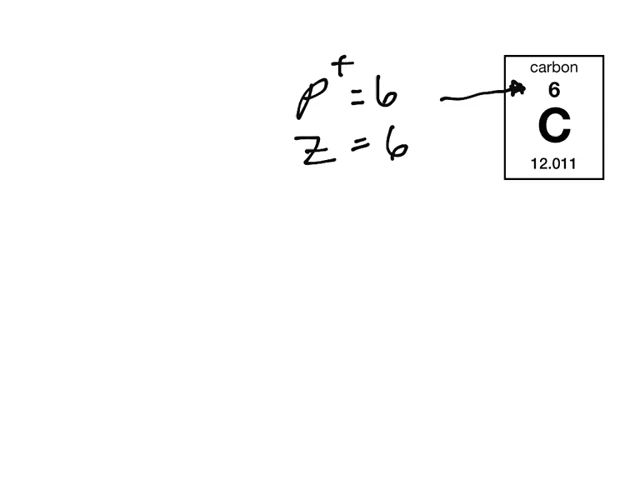 p⁺ = 6
z = 6
carbon
6
C
12.011